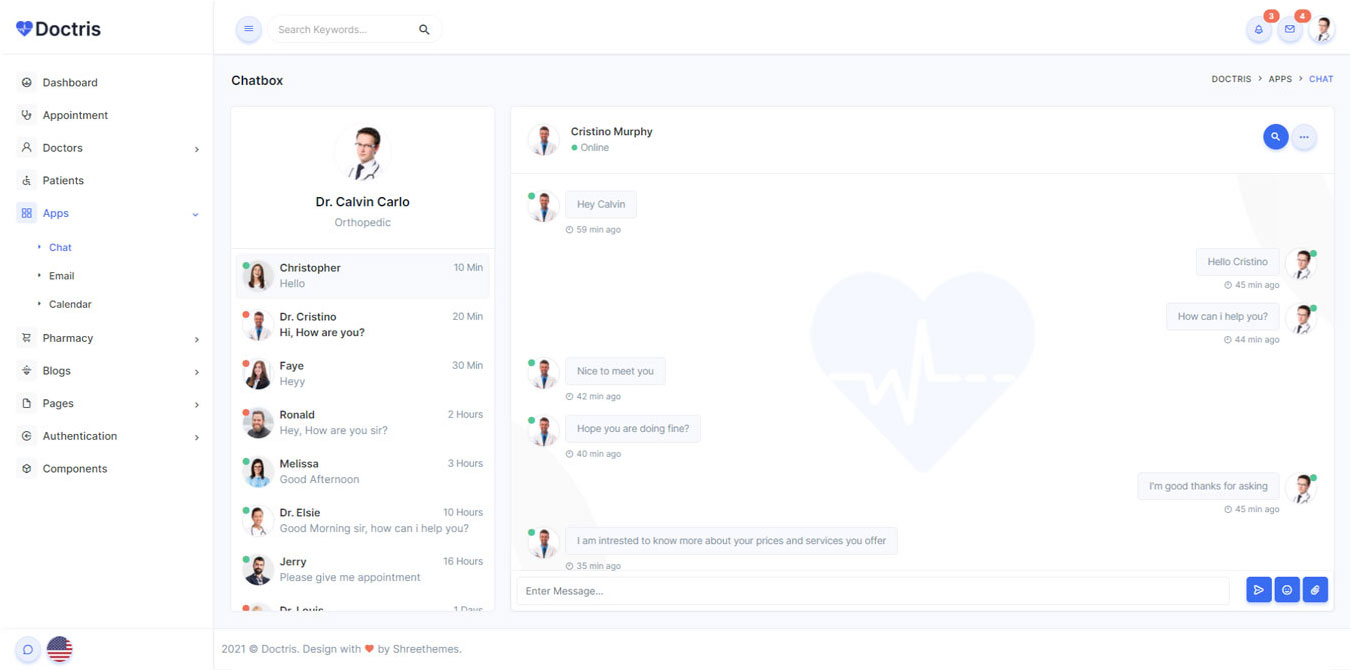 Doctris
Search Keywords...
3
4
Dashboard
Appointment
Doctors
Patients
Apps
Chat
Email
Calendar
Pharmacy
Blogs
Pages
Authentication
Components
Chatbox
DOCTRIS > APPS > CHAT
Dr. Calvin Carlo
Orthopedic
Christopher 10 Min
Hello
Dr. Cristino 20 Min
Hi, How are you?
Faye 30 Min
Heyy
Ronald 2 Hours
Hey, How are you sir?
Melissa 3 Hours
Good Afternoon
Dr. Elsie 10 Hours
Good Morning sir, how can i help you?
Jerry 16 Hours
Please give me appointment
Dr. Louis 1 Days
Cristino Murphy
Online
Hey Calvin
59 min ago
Hello Cristino
45 min ago
How can i help you?
44 min ago
Nice to meet you
42 min ago
Hope you are doing fine?
40 min ago
I'm good thanks for asking
45 min ago
I am intrested to know more about your prices and services you offer
35 min ago
Enter Message...
2021 © Doctris. Design with ❤ by Shreethemes.